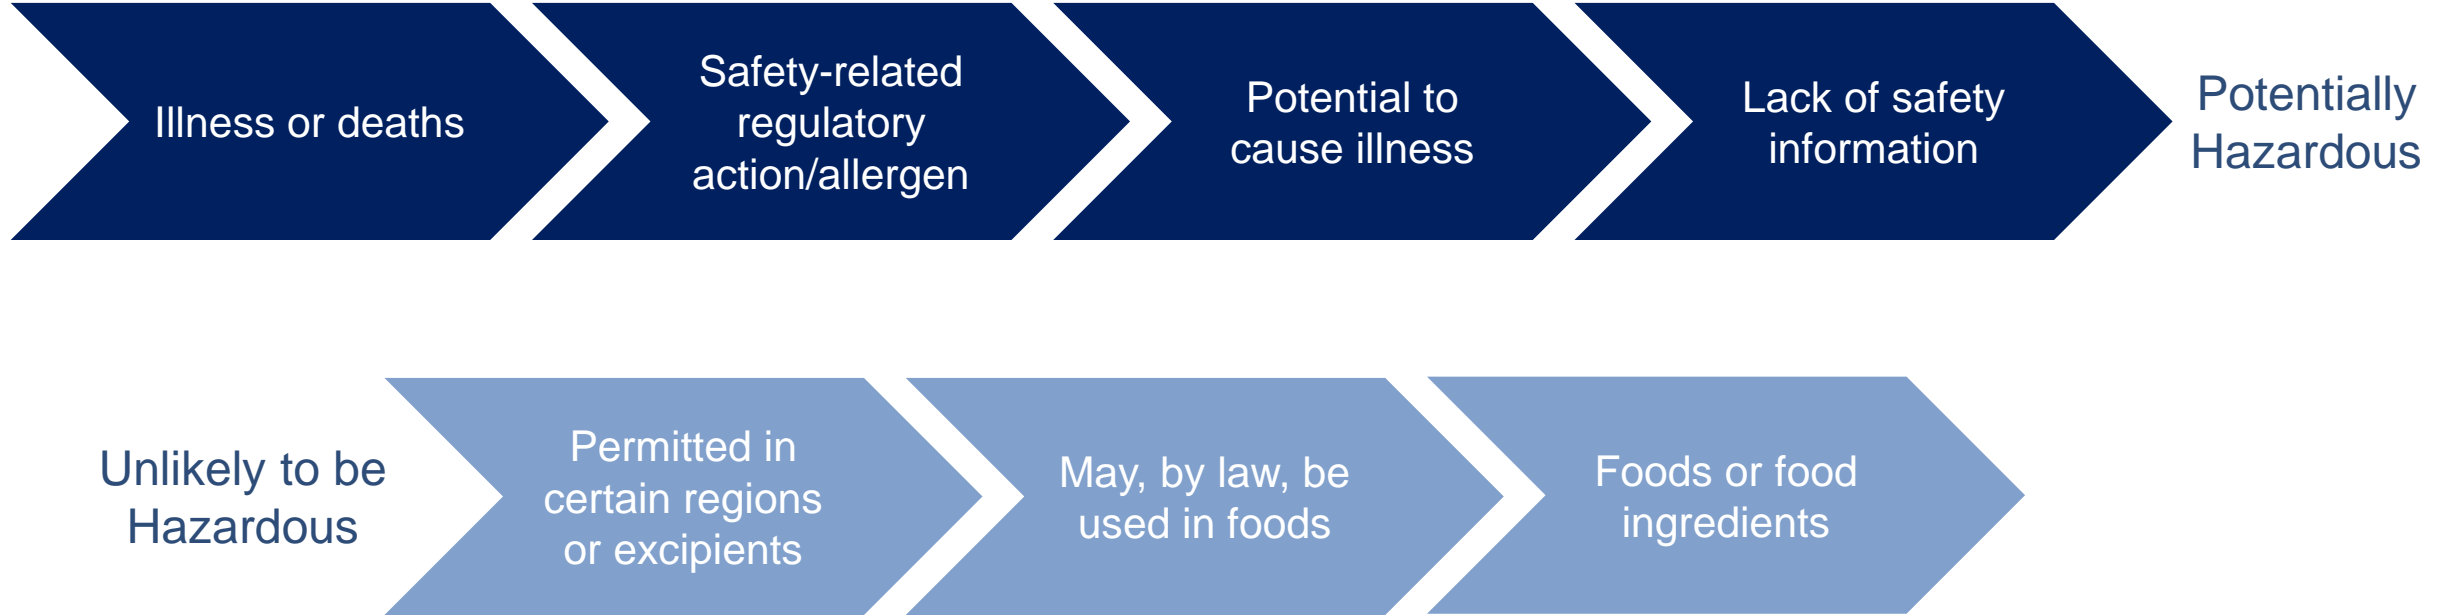 Illness or deaths
Safety-related
regulatory
action/allergen
Potential to
cause illness
Lack of safety
information
Potentially
Hazardous
Unlikely to be
Hazardous
Permitted in
certain regions
or excipients
May, by law, be
used in foods
Foods or food
ingredients